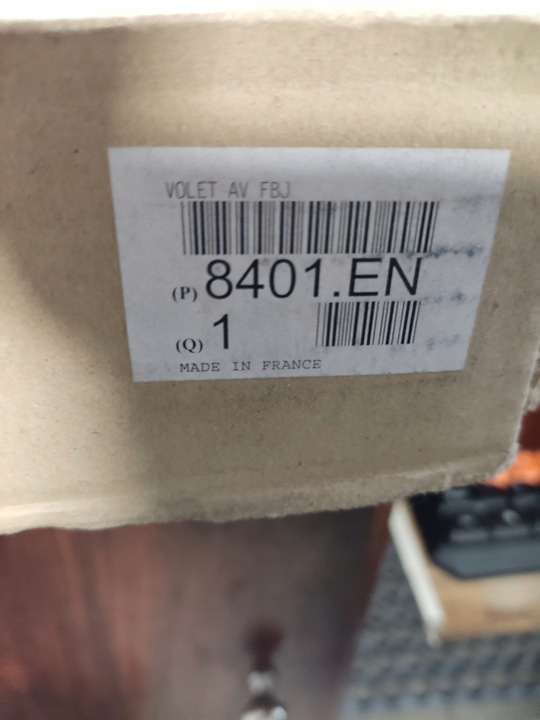 VOLET AV FBJ
(P) 8401.EN
(Q) 1
MADE IN FRANCE